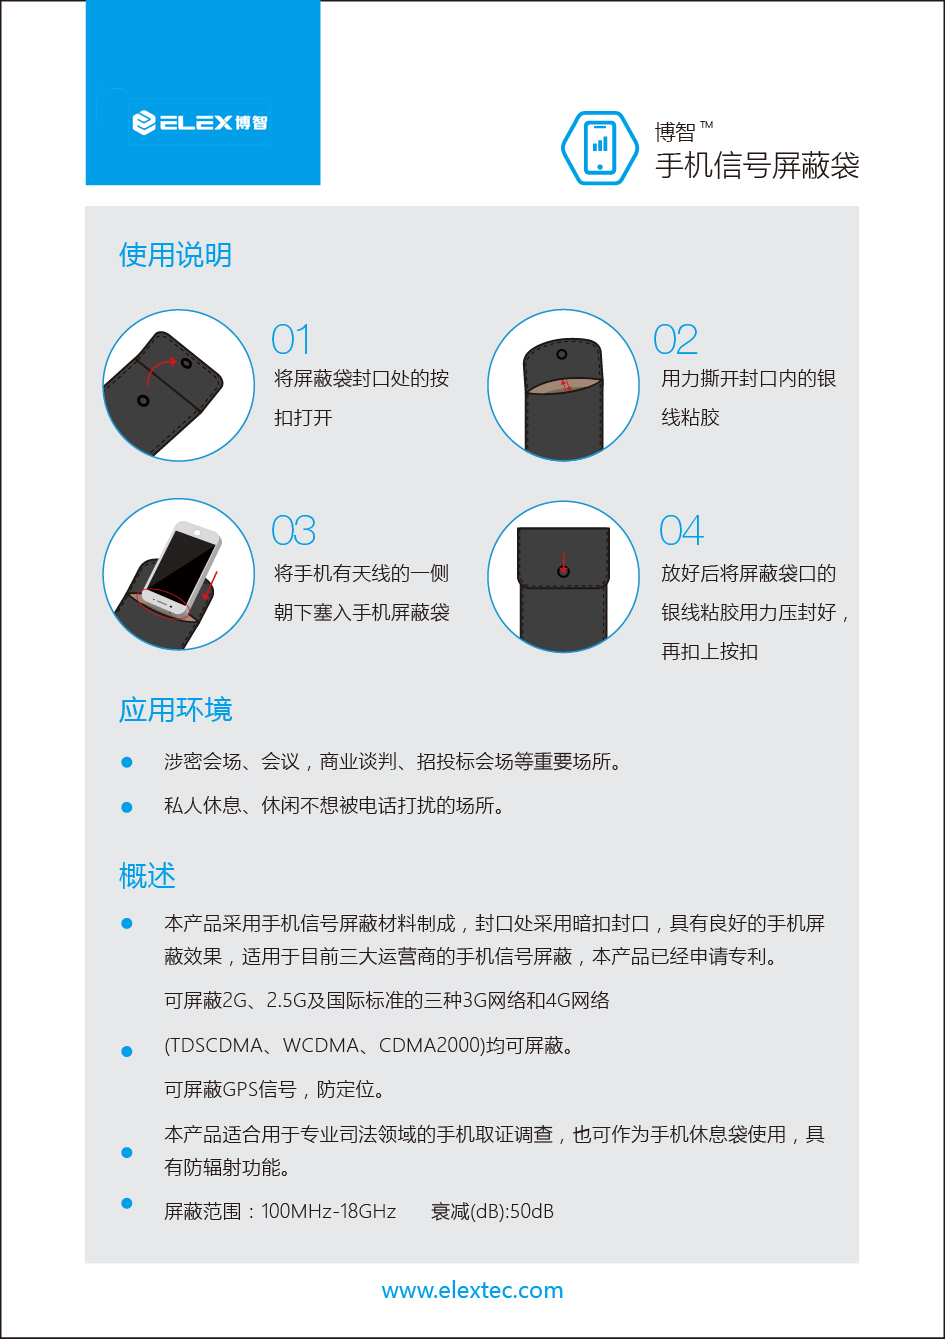 ELEX博智
博智™
手机信号屏蔽袋
使用说明
01
将屏蔽袋封口处的按
扣打开
02
用力撕开封口内的银
线粘胶
03
将手机有天线的一侧
朝下塞入手机屏蔽袋
04
放好后将屏蔽袋口的
银线粘胶用力压封好，
再扣上按扣
应用环境
涉密会场、会议，商业谈判、招投标会场等重要场所。
私人休息、休闲不想被电话打扰的场所。
概述
本产品采用手机信号屏蔽材料制成，封口处采用暗扣封口，具有良好的手机屏
蔽效果，适用于目前三大运营商的手机信号屏蔽，本产品已经申请专利。
可屏蔽2G、2.5G及国际标准的三种3G网络和4G网络
(TDSCDMA、WCDMA、CDMA2000)均可屏蔽。
可屏蔽GPS信号，防定位。
本产品适合用于专业司法领域的手机取证调查，也可作为手机休息袋使用，具
有防辐射功能。
屏蔽范围：100MHz-18GHz 衰减(dB):50dB
www.elextec.com